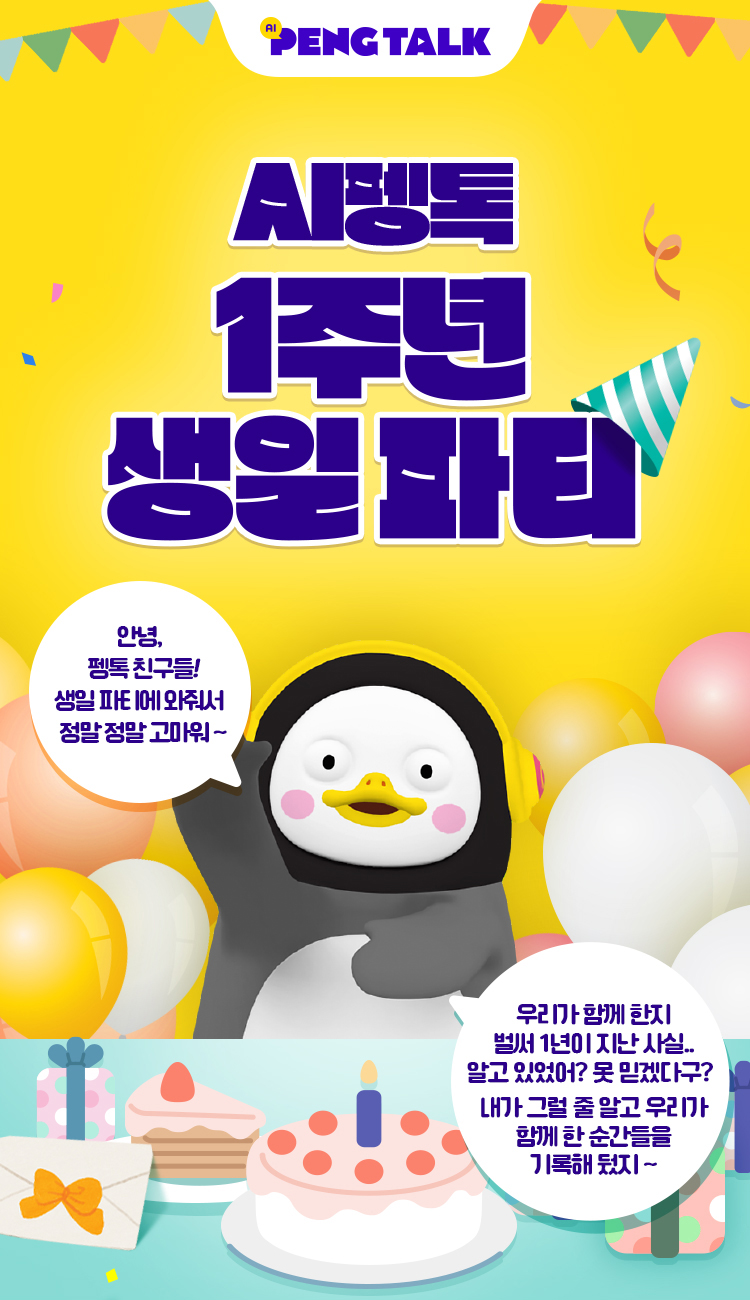 AI PENG TALK
AI펭톡
1주년
생일 파티
안녕,
펭톡 친구들!
생일 파티에 와줘서
정말 정말 고마워 ~
우리가 함께 한지
벌써 1년이 지난 사실..
알고 있었어? 못 믿겠다구?
내가 그럴 줄 알고 우리가
함께 한 순간들을
기록해 뒀지 ~